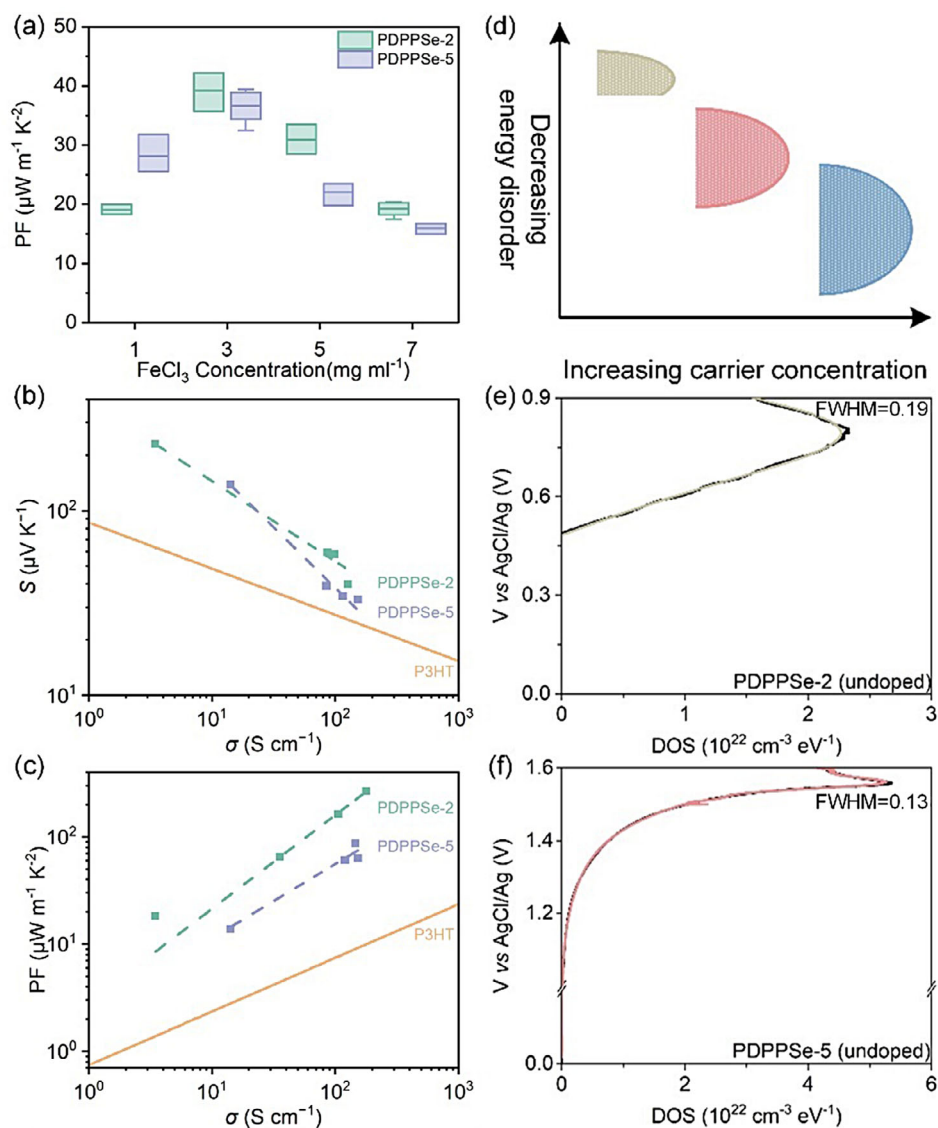 (a)
50
40
30
20
10
0
PF (μW m⁻¹ K⁻²)
PDPPSe-2
PDPPSe-5
1 3 5 7
FeCl₃ Concentration(mg ml⁻¹)
(d)
Decreasing
energy disorder
Increasing carrier concentration
(b)
10²
10¹
S (μV K⁻¹)
PDPPSe-2
PDPPSe-5
P3HT
10⁰ 10¹ 10² 10³
σ (S cm⁻¹)
(e)
0.9
0.6
0.3
0.0
V vs AgCl/Ag (V)
FWHM=0.19
PDPPSe-2 (undoped)
0 1 2 3
DOS (10²² cm⁻³ eV⁻¹)
(c)
10³
10²
10¹
10⁰
PF (μW m⁻¹ K⁻²)
PDPPSe-2
PDPPSe-5
P3HT
10⁰ 10¹ 10² 10³
σ (S cm⁻¹)
(f)
1.6
1.4
1.2
0.0
V vs AgCl/Ag (V)
FWHM=0.13
PDPPSe-5 (undoped)
0 2 4 6
DOS (10²² cm⁻³ eV⁻¹)